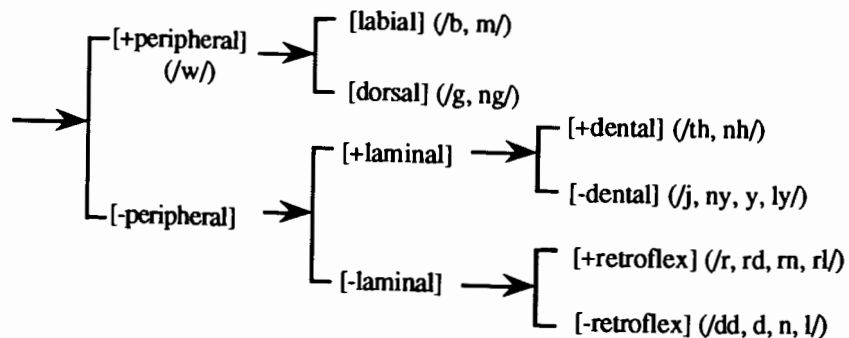 [+peripheral]
(/w/)
[labial] (/b, m/)
[dorsal] (/g, ng/)
[-peripheral]
[+laminal]
[+dental] (/th, nh/)
[-dental] (/j, ny, y, ly/)
[-laminal]
[+retroflex] (/r, rd, rn, rl/)
[-retroflex] (/dd, d, n, l/)